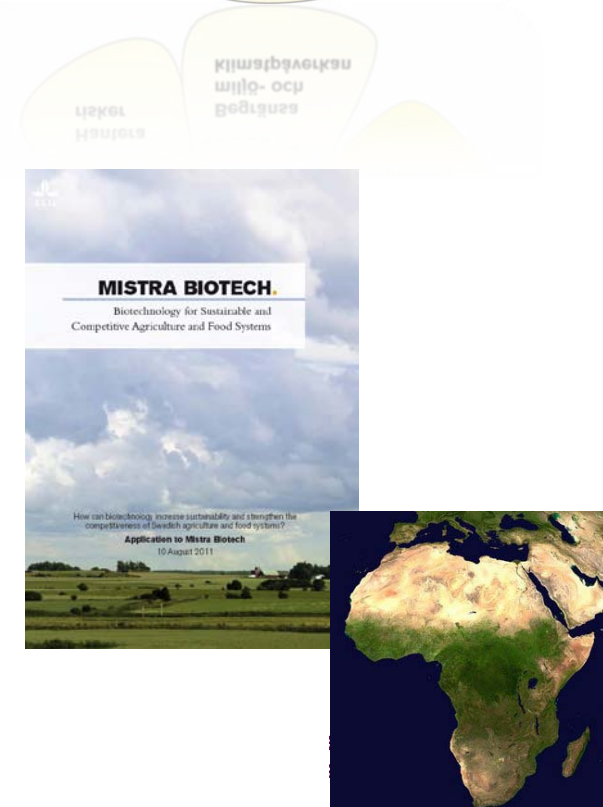 Begränsa
miljö- och
klimatpåverkan
Hantera
risker
SLU
MISTRA BIOTECH.
Biotechnology for Sustainable and
Competitive Agriculture and Food Systems
How can biotechnology increase sustainability and strengthen the
competitiveness of Swedish agriculture and food systems?
Application to Mistra Biotech
10 August 2011